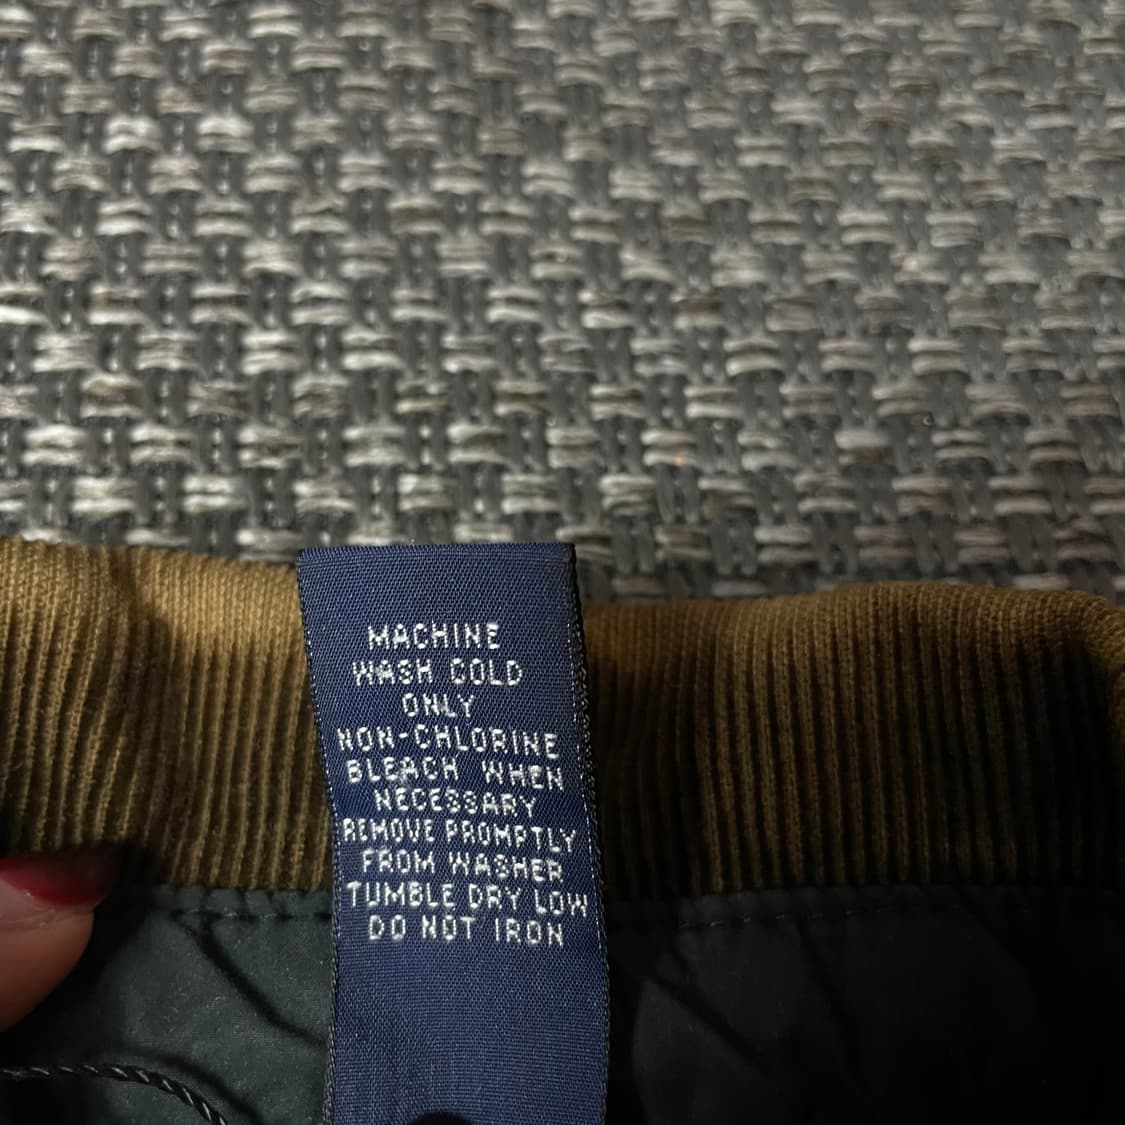 MACHINE
WASH COLD
ONLY
NON-CHLORINE
BLEACH WHEN
NECESSARY
REMOVE PROMPTLY
FROM WASHER
TUMBLE DRY LOW
DO NOT IRON